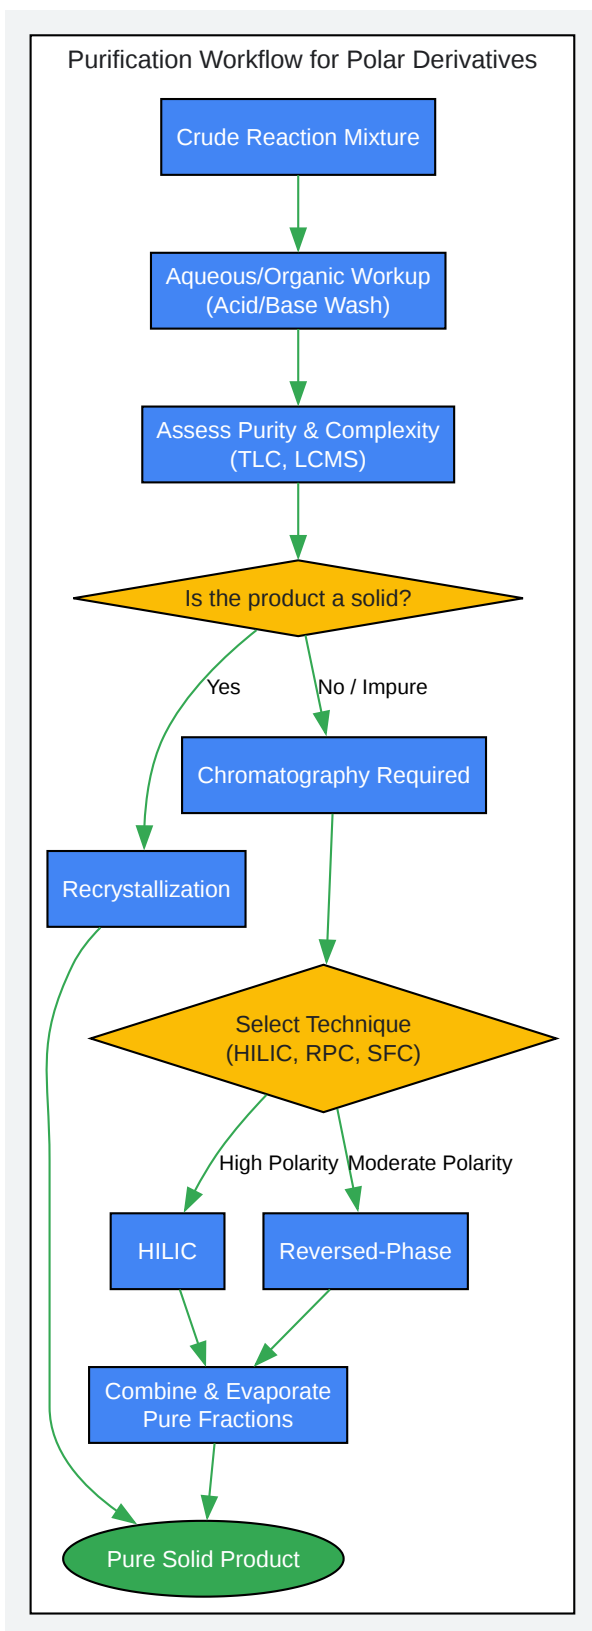 Purification Workflow for Polar Derivatives
Crude Reaction Mixture
Aqueous/Organic Workup
(Acid/Base Wash)
Assess Purity & Complexity
(TLC, LCMS)
Is the product a solid?
Yes
No / Impure
Chromatography Required
Recrystallization
Select Technique
(HILIC, RPC, SFC)
High Polarity
Moderate Polarity
HILIC
Reversed-Phase
Combine & Evaporate
Pure Fractions
Pure Solid Product